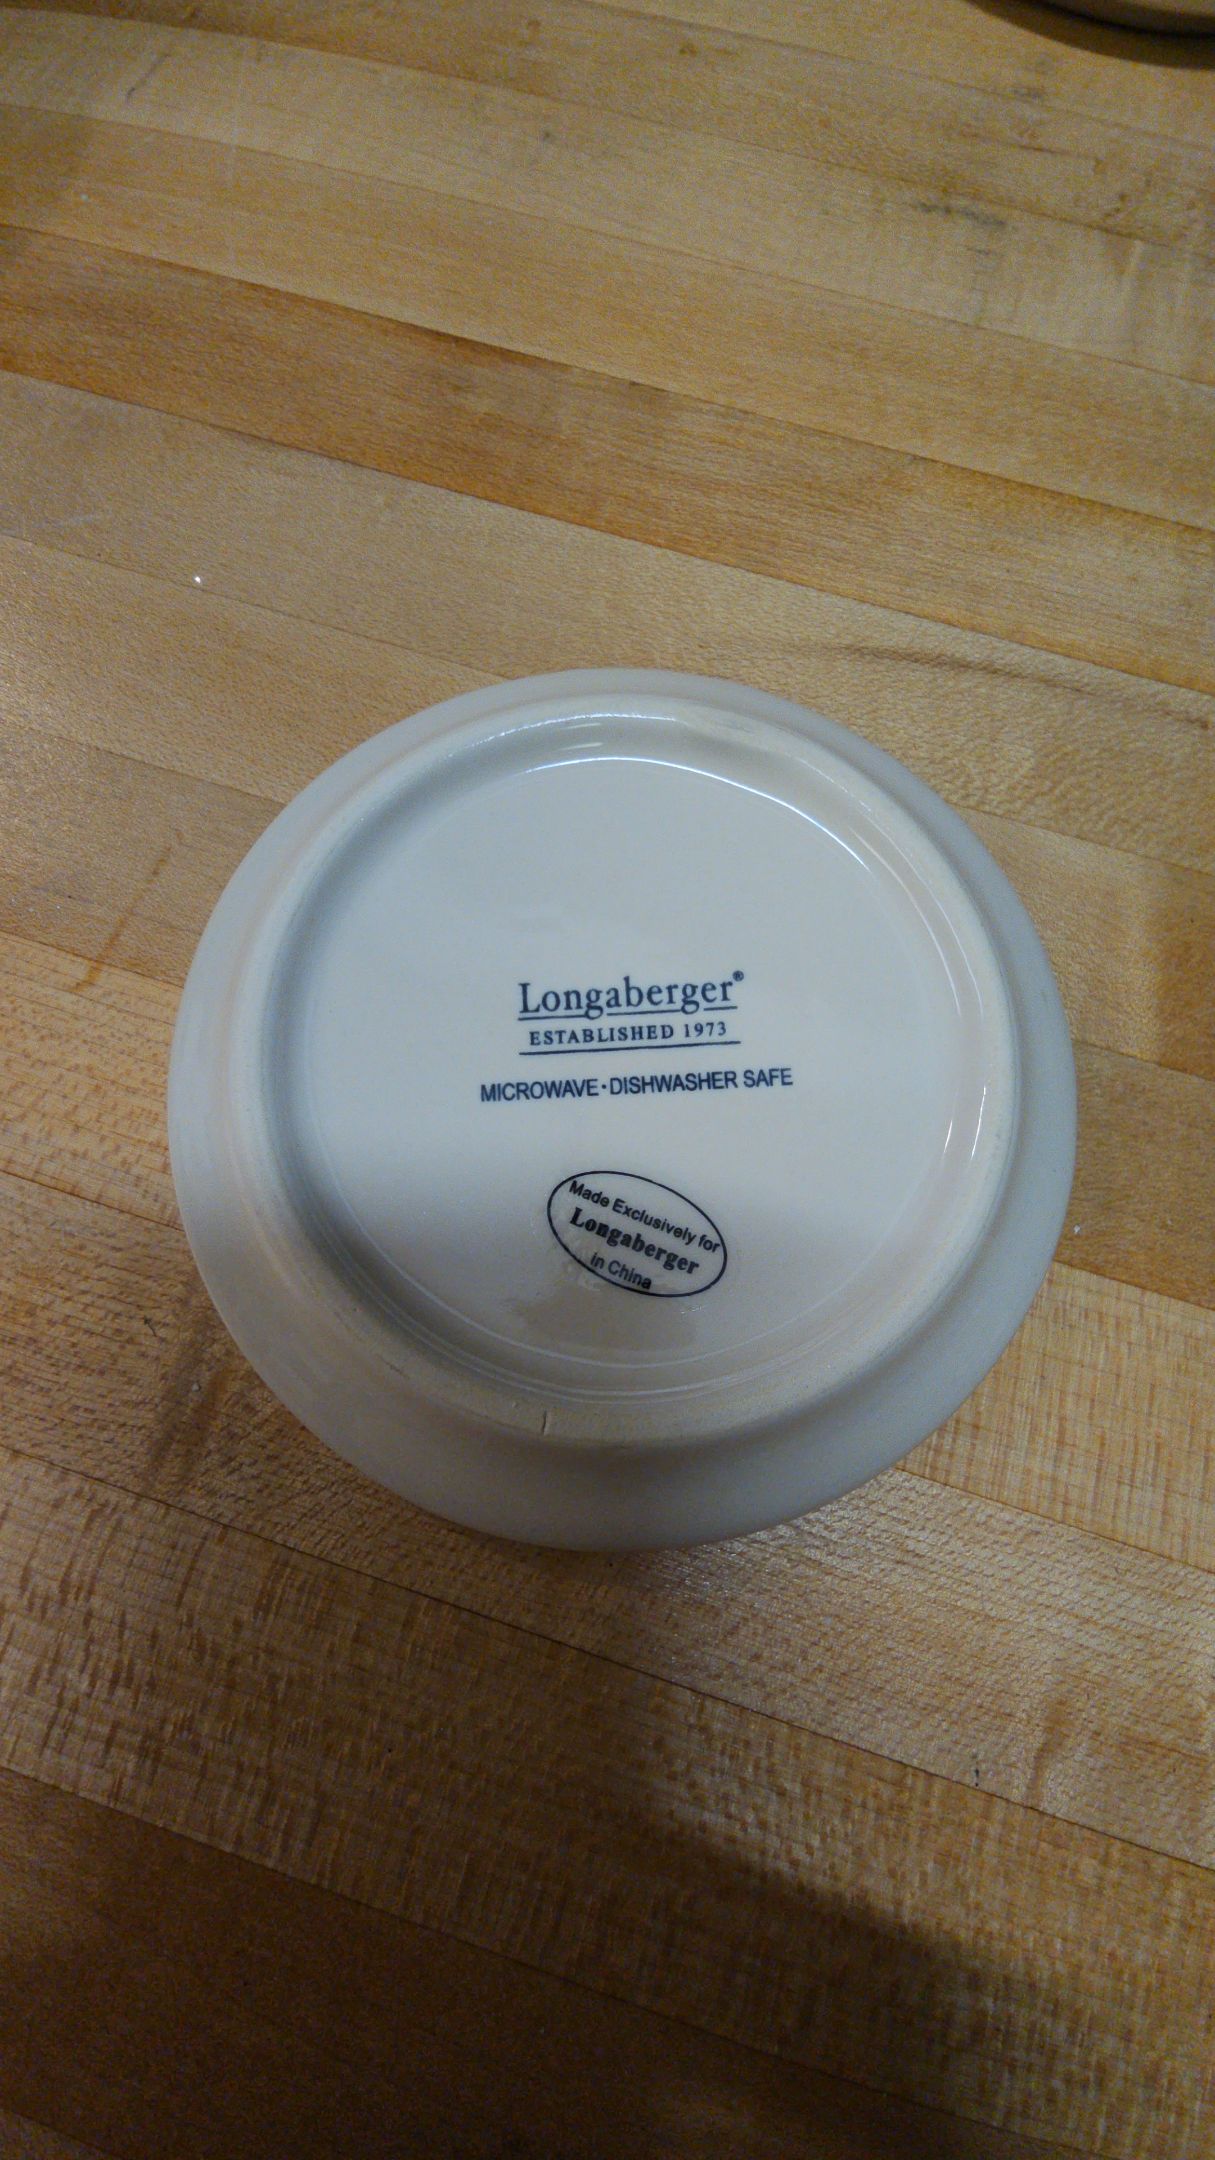 Longaberger®
ESTABLISHED 1973
MICROWAVE·DISHWASHER SAFE
Made Exclusively for
Longaberger
in China